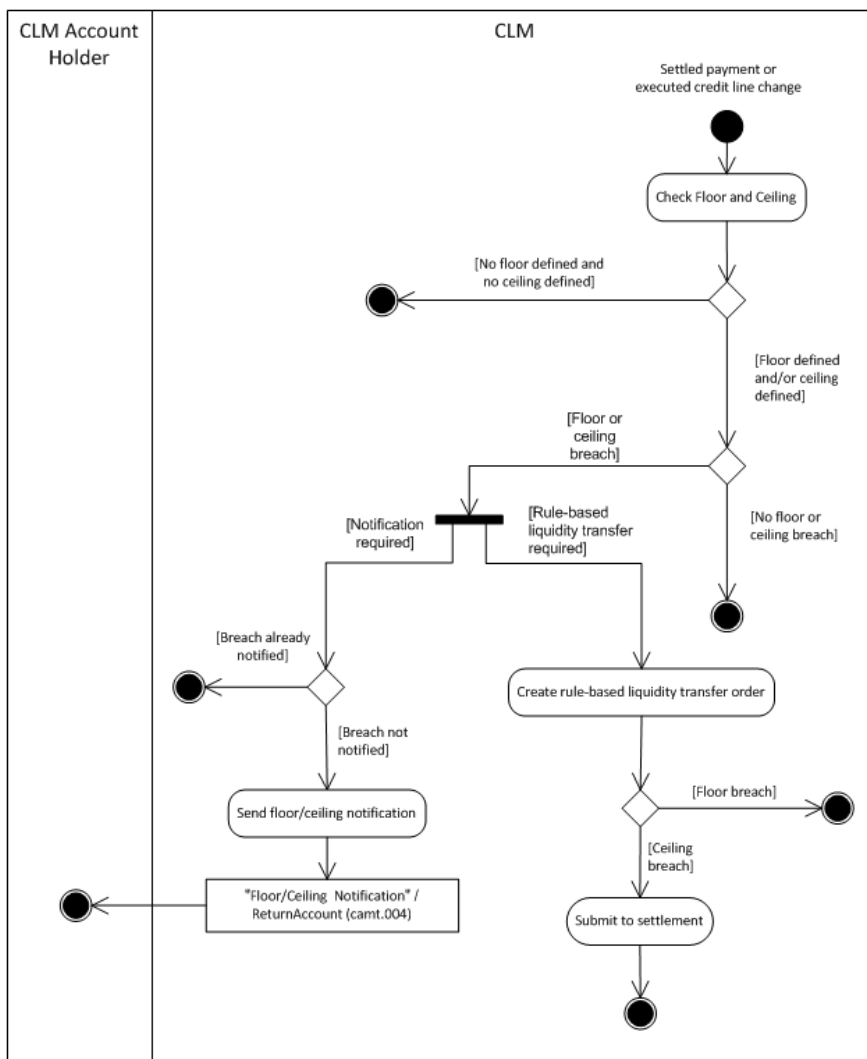 CLM Account
Holder
CLM
Settled payment or
executed credit line change
Check Floor and Ceiling
[No floor defined and
no ceiling defined]
[Floor defined
and/or ceiling
defined]
[Floor or
ceiling
breach]
[No floor or
ceiling breach]
[Notification
required]
[Rule-based
liquidity transfer
required]
[Breach already
notified]
Create rule-based liquidity transfer order
[Breach not
notified]
[Floor breach]
Send floor/ceiling notification
[Ceiling
breach]
"Floor/Ceiling Notification" /
ReturnAccount (camt.004)
Submit to settlement